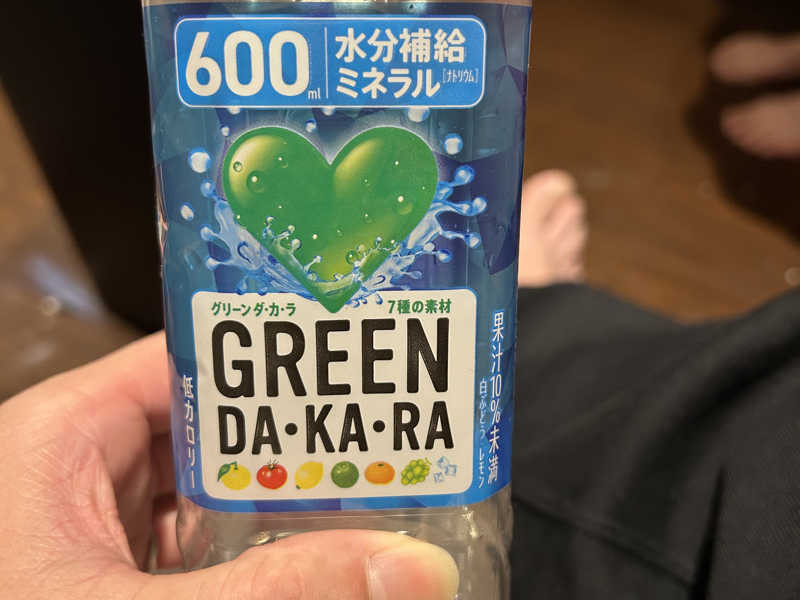 600ml
水分補給
ミネラル[ナトリウム]
グリーンダ・カ・ラ
7種の素材
GREEN
DA・KA・RA
低カロリー
果汁10%未満
白ぶどう レモン